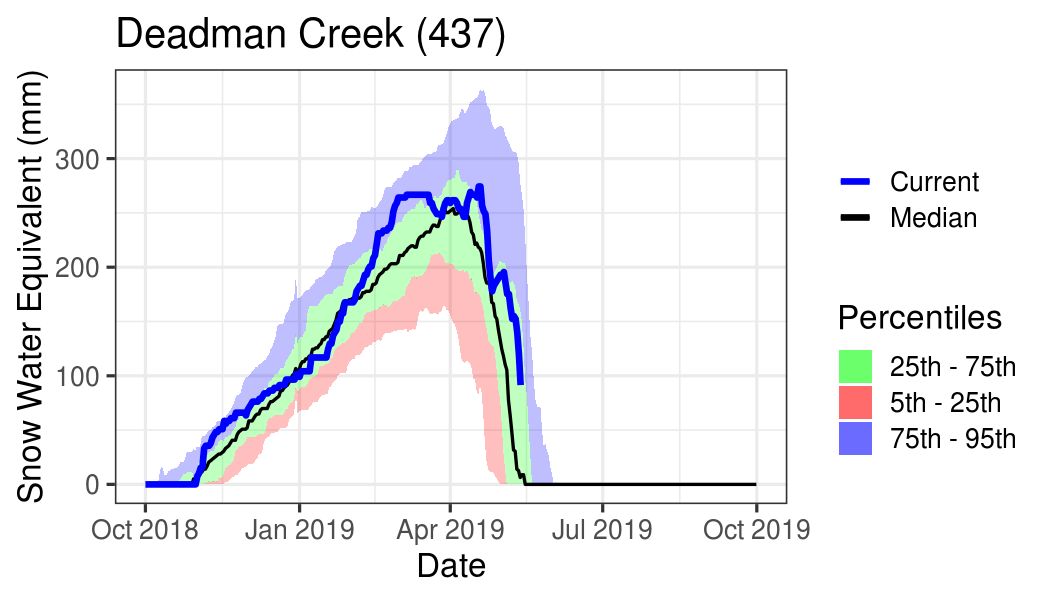 Deadman Creek (437)
Snow Water Equivalent (mm)
300
200
100
0
Oct 2018
Jan 2019
Apr 2019
Jul 2019
Oct 2019
Date
Current
Median
Percentiles
25th - 75th
5th - 25th
75th - 95th